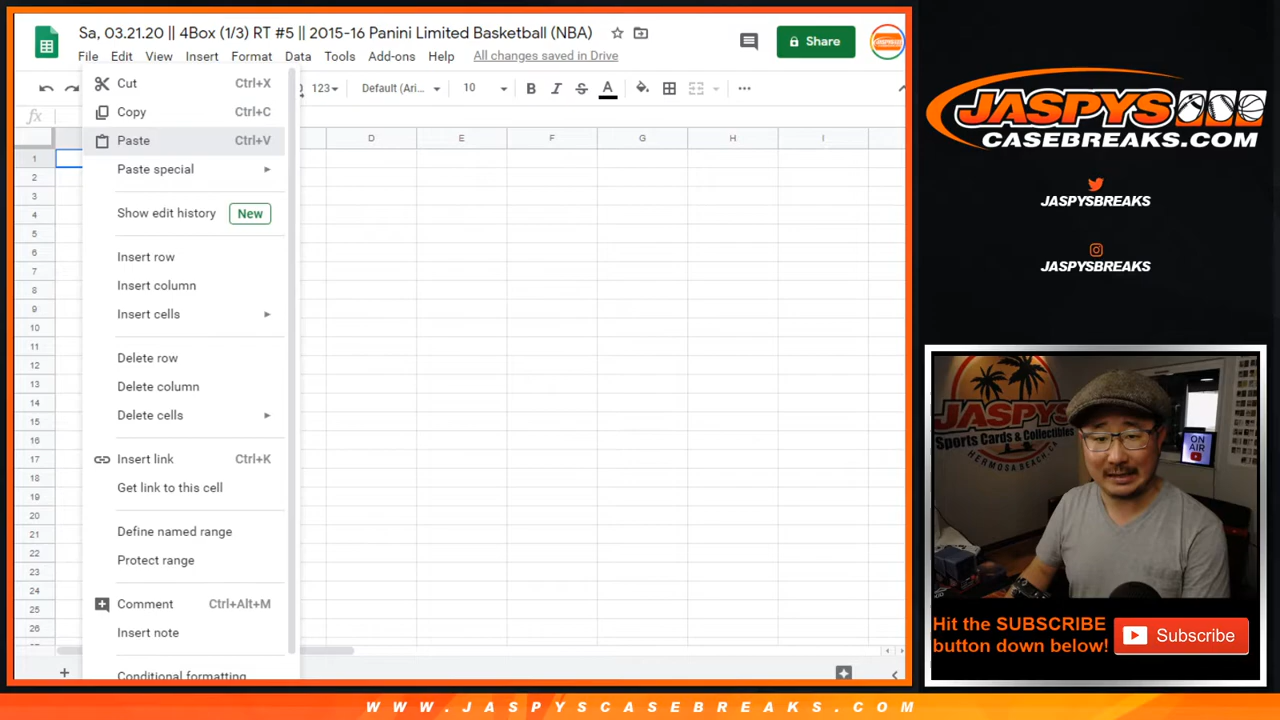 Sa, 03.21.20 || 4Box (1/3) RT #5 || 2015-16 Panini Limited Basketball (NBA)
File Edit View Insert Format Data Tools Add-ons Help All changes saved in Drive
Share
123 Default (Ari... 10 B I S A
fx
D E F G H I
1
2
3
4
5
6
7
8
9
10
11
12
13
14
15
16
17
18
19
20
21
22
23
24
25
26
Cut Ctrl+X
Copy Ctrl+C
Paste Ctrl+V
Paste special
Show edit history New
Insert row
Insert column
Insert cells
Delete row
Delete column
Delete cells
Insert link Ctrl+K
Get link to this cell
Define named range
Protect range
Comment Ctrl+Alt+M
Insert note
Conditional formatting
JASPYS
CASEBREAKS.COM
JASPYSBREAKS
JASPYSBREAKS
JASPYS
Sports Cards & Collectibles
HERMOSA BEACH, CA
ON
AIR
Hit the SUBSCRIBE
button down below!
Subscribe
WWW.JASPYSCASEBREAKS.COM